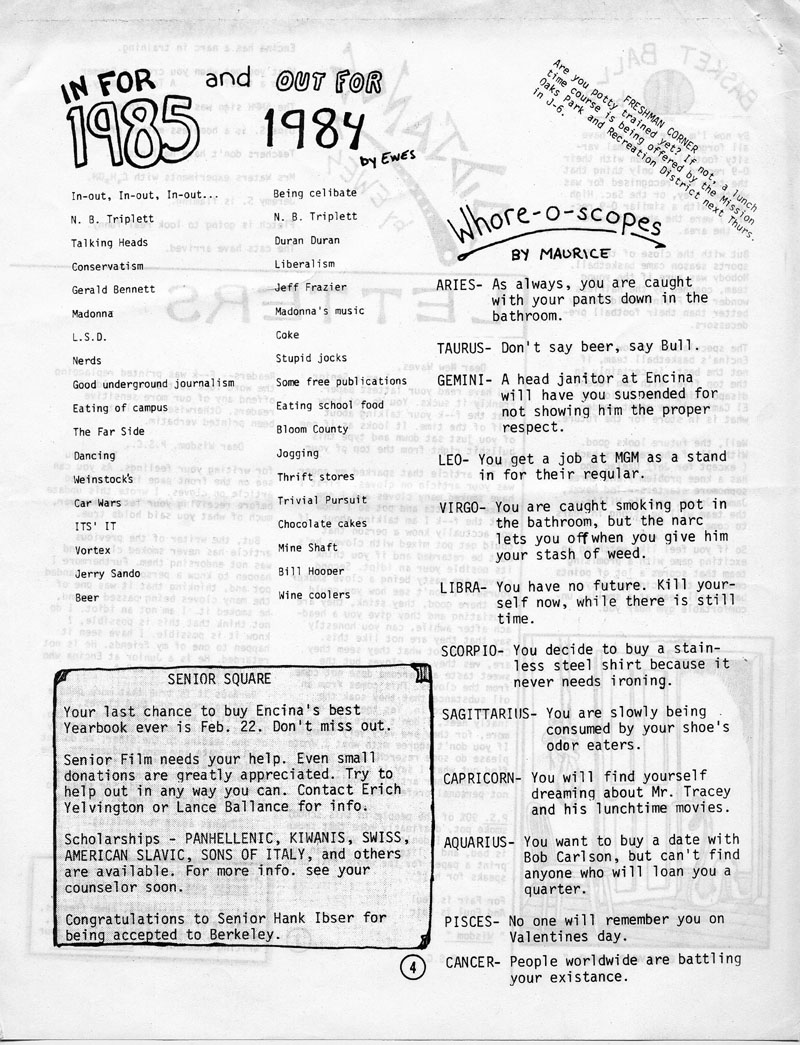 IN FOR 1985 and OUT FOR 1984
by EWES
In-out, In-out, In-out... Being celibate
N. B. Triplett N. B. Triplett
Talking Heads Duran Duran
Conservatism Liberalism
Gerald Bennett Jeff Frazier
Madonna Madonna's music
L.S.D. Coke
Nerds Stupid jocks
Good underground journalism Some free publications
Eating of campus Eating school food
The Far Side Bloom County
Dancing Jogging
Weinstock's Thrift stores
Car Wars Trivial Pursuit
ITS' IT Chocolate cakes
Vortex Mine Shaft
Jerry Sando Bill Hooper
Beer Wine coolers
SENIOR SQUARE
Your last chance to buy Encina's best
Yearbook ever is Feb. 22. Don't miss out.
Senior Film needs your help. Even small
donations are greatly appreciated. Try to
help out in any way you can. Contact Erich
Yelvington or Lance Ballance for info.
Scholarships - PANHELLENIC, KIWANIS, SWISS,
AMERICAN SLAVIC, SONS OF ITALY, and others
are available. For more info. see your
counselor soon.
Congratulations to Senior Hank Ibser for
being accepted to Berkeley.
FRESHMAN CORNER
Are you potty trained yet? If not, a lunch
time course is being offered by the Mission
Oaks Park and Recreation District next Thurs.
in J-6.
Whore-o-scopes
BY MAURICE
ARIES- As always, you are caught
with your pants down in the
bathroom.
TAURUS- Don't say beer, say Bull.
GEMINI- A head janitor at Encina
will have you suspended for
not showing him the proper
respect.
LEO- You get a job at MGM as a stand
in for their regular.
VIRGO- You are caught smoking pot in
the bathroom, but the narc
lets you off when you give him
your stash of weed.
LIBRA- You have no future. Kill your-
self now, while there is still
time.
SCORPIO- You decide to buy a stain-
less steel shirt because it
never needs ironing.
SAGITTARIUS- You are slowly being
consumed by your shoe's
odor eaters.
CAPRICORN- You will find yourself
dreaming about Mr. Tracey
and his lunchtime movies.
AQUARIUS- You want to buy a date with
Bob Carlson, but can't find
anyone who will loan you a
quarter.
PISCES- No one will remember you on
Valentines day.
CANCER- People worldwide are battling
your existance.
4